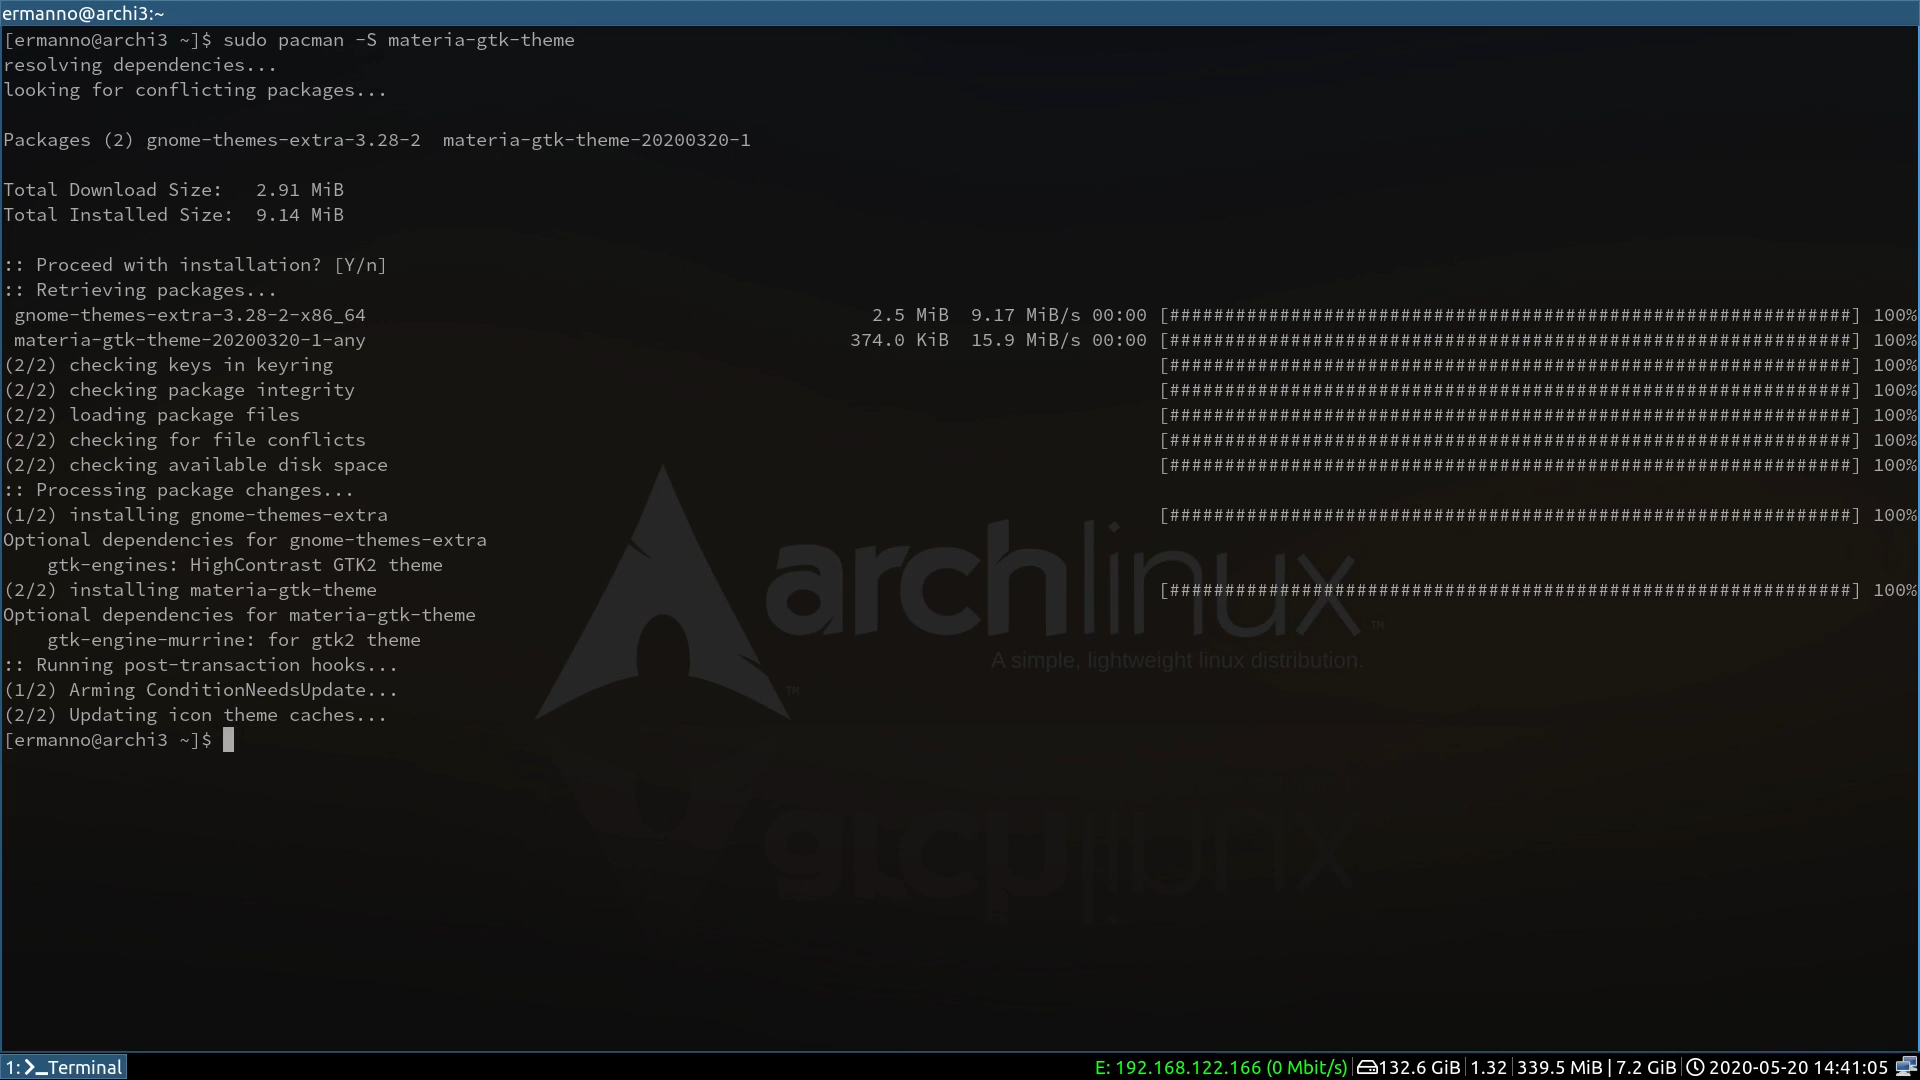 ermanno@archi3:~
[ermanno@archi3 ~]$ sudo pacman -S materia-gtk-theme
resolving dependencies...
looking for conflicting packages...
Packages (2) gnome-themes-extra-3.28-2  materia-gtk-theme-20200320-1
Total Download Size:   2.91 MiB
Total Installed Size:  9.14 MiB
:: Proceed with installation? [Y/n]
:: Retrieving packages...
gnome-themes-extra-3.28-2-x86_64 2.5 MiB 9.17 MiB/s 00:00 [##############################################################] 100%
materia-gtk-theme-20200320-1-any 374.0 KiB 15.9 MiB/s 00:00 [##############################################################] 100%
(2/2) checking keys in keyring [##############################################################] 100%
(2/2) checking package integrity [##############################################################] 100%
(2/2) loading package files [##############################################################] 100%
(2/2) checking for file conflicts [##############################################################] 100%
(2/2) checking available disk space [##############################################################] 100%
:: Processing package changes...
(1/2) installing gnome-themes-extra [##############################################################] 100%
Optional dependencies for gnome-themes-extra
gtk-engines: HighContrast GTK2 theme
(2/2) installing materia-gtk-theme [##############################################################] 100%
Optional dependencies for materia-gtk-theme
gtk-engine-murrine: for gtk2 theme
:: Running post-transaction hooks...
(1/2) Arming ConditionNeedsUpdate...
(2/2) Updating icon theme caches...
[ermanno@archi3 ~]$
archlinux™
A simple, lightweight linux distribution.
™
1: Terminal
E: 192.168.122.166 (0 Mbit/s) 132.6 GiB 1.32 339.5 MiB | 7.2 GiB 2020-05-20 14:41:05